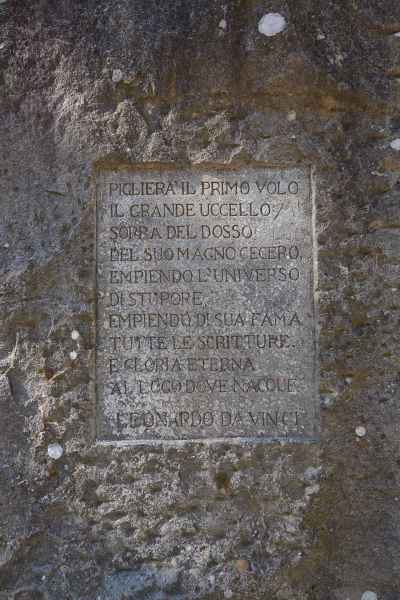 PIGLIERA' IL PRIMO VOLO
IL GRANDE UCCELLO/
SOPRA DEL DOSSO
DEL SUO MAGNO CECERO,
EMPIENDO L'UNIVERSO
DI STUPORE,
EMPIENDO DI SUA FAMA
TUTTE LE SCRITTURE.
E GLORIA ETERNA
AL LOCO DOVE NACQUE.
LEONARDO DA VINCI